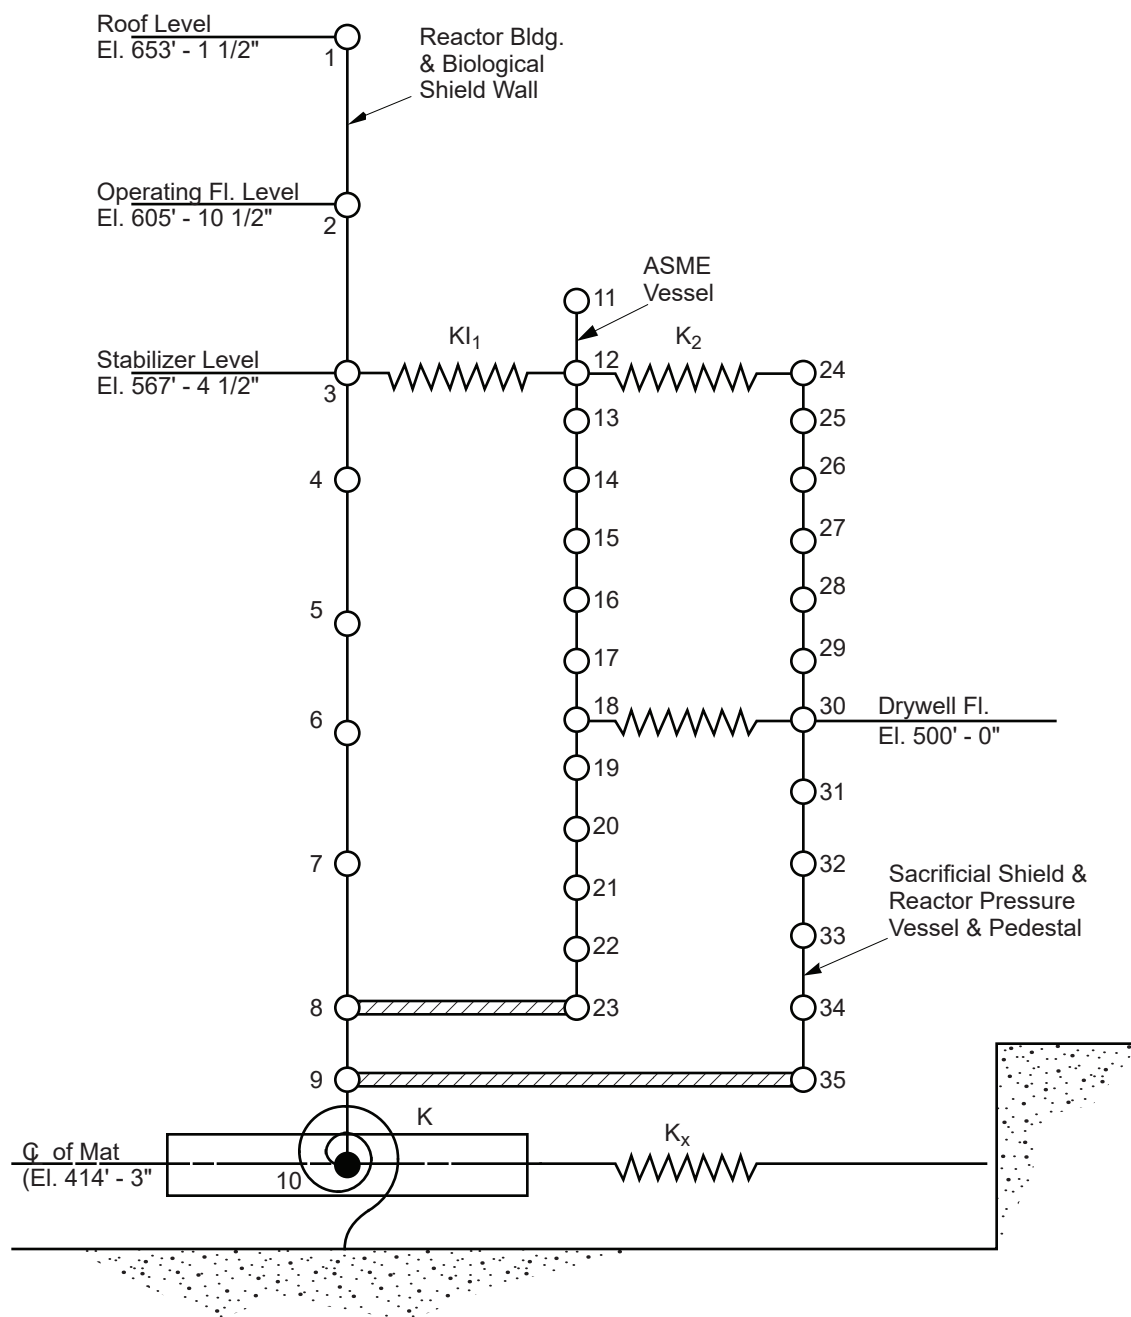 Roof Level
El. 653' - 1 1/2"
1
Reactor Bldg.
& Biological
Shield Wall
Operating Fl. Level
El. 605' - 10 1/2"
2
ASME
Vessel
11
Stabilizer Level
El. 567' - 4 1/2"
3
KI1
12
K2
24
13
25
4
14
26
15
27
5
16
28
17
29
6
18
30
Drywell Fl.
El. 500' - 0"
19
31
20
7
32
21
Sacrificial Shield &
Reactor Pressure
Vessel & Pedestal
22
33
8
23
34
9
35
K
Kx
℄ of Mat
(El. 414' - 3"
10